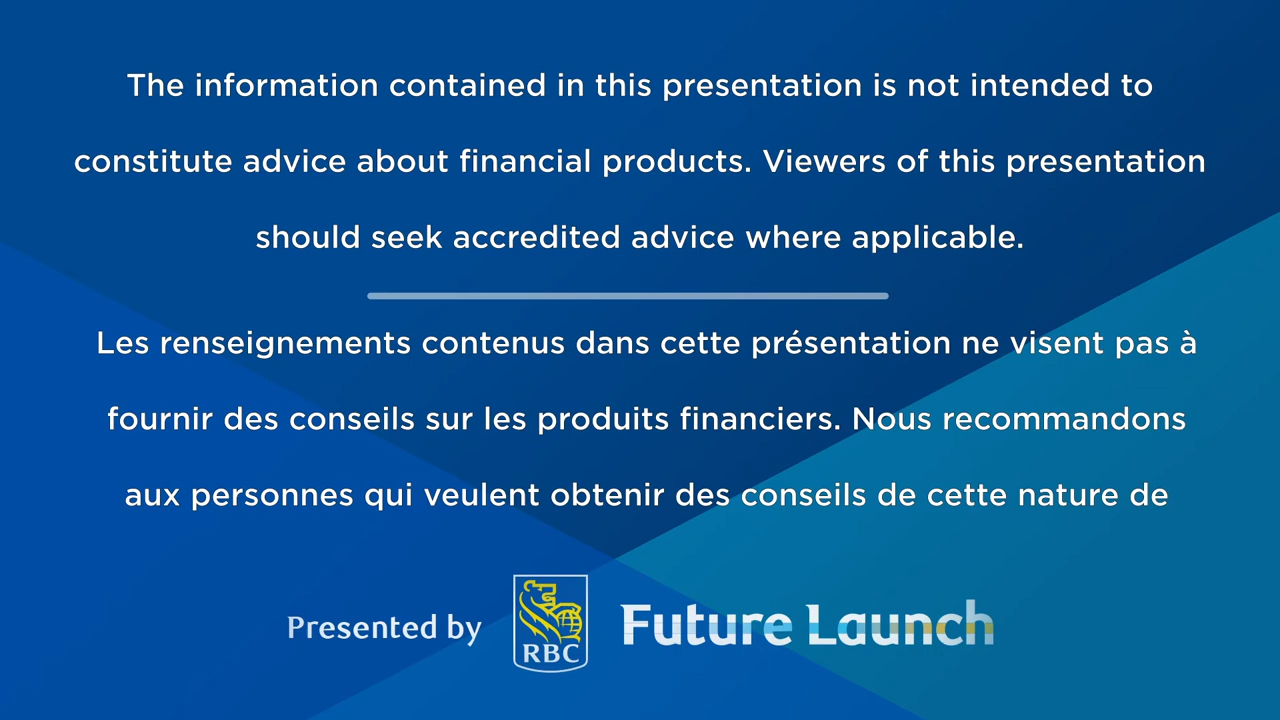 The information contained in this presentation is not intended to
constitute advice about financial products. Viewers of this presentation
should seek accredited advice where applicable.
Les renseignements contenus dans cette présentation ne visent pas à
fournir des conseils sur les produits financiers. Nous recommandons
aux personnes qui veulent obtenir des conseils de cette nature de
Presented by RBC Future Launch